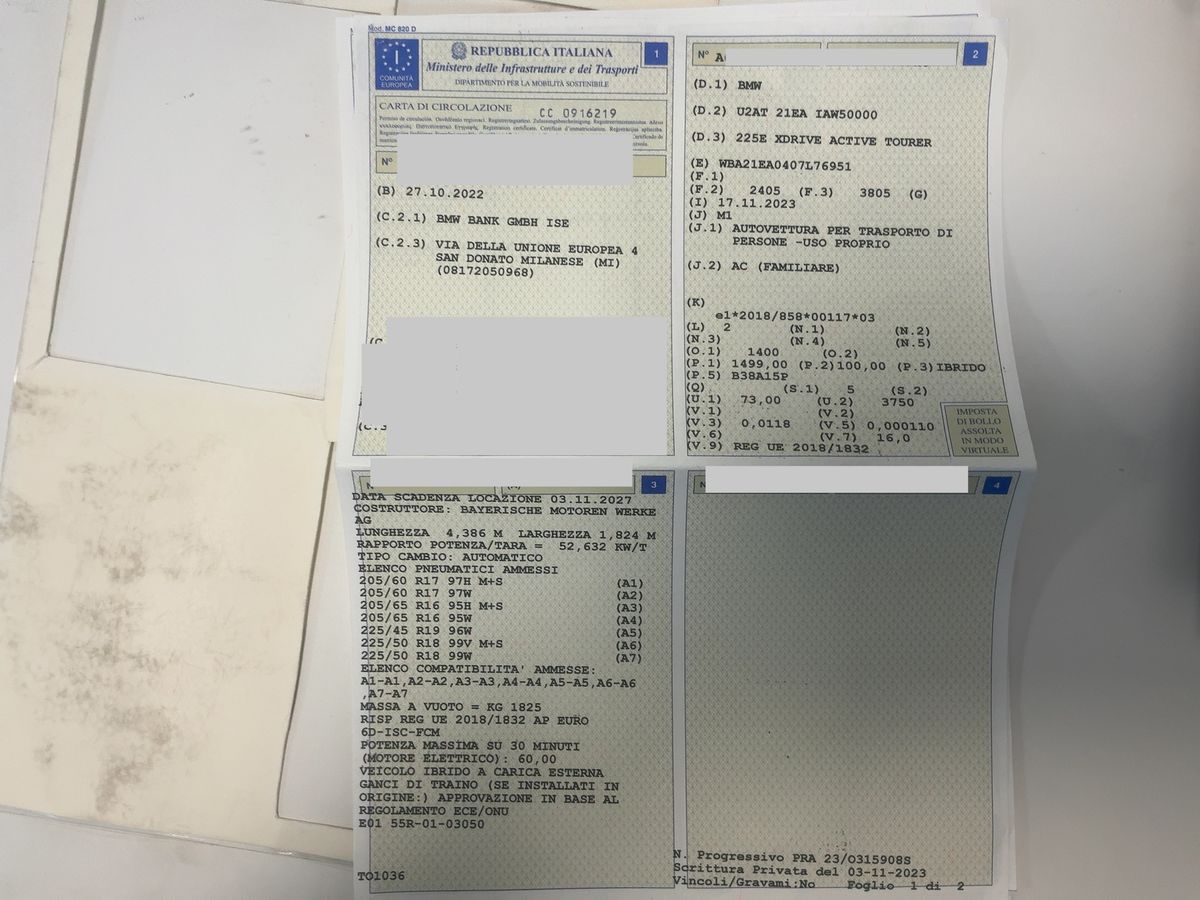 Mod. MC 820 D
COMUNITÀ
EUROPEA
I
REPUBBLICA ITALIANA
Ministero delle Infrastrutture e dei Trasporti
DIPARTIMENTO PER LA MOBILITÀ SOSTENIBILE
1
CARTA DI CIRCOLAZIONE
CC 0916219
N°
(B) 27.10.2022
(C.2.1) BMW BANK GMBH ISE
(C.2.3) VIA DELLA UNIONE EUROPEA 4
SAN DONATO MILANESE (MI)
(08172050968)
N° A
2
(D.1) BMW
(D.2) U2AT 21EA IAW50000
(D.3) 225E XDRIVE ACTIVE TOURER
(E) WBA21EA0407L76951
(F.1)
(F.2) 2405 (F.3) 3805 (G)
(I) 17.11.2023
(J) M1
(J.1) AUTOVETTURA PER TRASPORTO DI
PERSONE -USO PROPRIO
(J.2) AC (FAMILIARE)
(K)
e1*2018/858*00117*03
(L) 2 (N.1) (N.2)
(N.3) (N.4) (N.5)
(O.1) 1400 (O.2)
(P.1) 1499,00 (P.2)100,00 (P.3)IBRIDO
(P.5) B38A15P
(Q) (S.1) 5 (S.2)
(U.1) 73,00 (U.2) 3750
(V.1) (V.2)
(V.3) 0,0118 (V.5) 0,000110
(V.6) (V.7) 16,0
(V.9) REG UE 2018/1832
IMPOSTA
DI BOLLO
ASSOLTA
IN MODO
VIRTUALE
3
DATA SCADENZA LOCAZIONE 03.11.2027
COSTRUTTORE: BAYERISCHE MOTOREN WERKE
AG
LUNGHEZZA 4,386 M LARGHEZZA 1,824 M
RAPPORTO POTENZA/TARA = 52,632 KW/T
TIPO CAMBIO: AUTOMATICO
ELENCO PNEUMATICI AMMESSI
205/60 R17 97H M+S (A1)
205/60 R17 97W (A2)
205/65 R16 95H M+S (A3)
205/65 R16 95W (A4)
225/45 R19 96W (A5)
225/50 R18 99V M+S (A6)
225/50 R18 99W (A7)
ELENCO COMPATIBILITA' AMMESSE:
A1-A1,A2-A2,A3-A3,A4-A4,A5-A5,A6-A6
,A7-A7
MASSA A VUOTO = KG 1825
RISP REG UE 2018/1832 AP EURO
6D-ISC-FCM
POTENZA MASSIMA SU 30 MINUTI
(MOTORE ELETTRICO): 60,00
VEICOLO IBRIDO A CARICA ESTERNA
GANCI DI TRAINO (SE INSTALLATI IN
ORIGINE:) APPROVAZIONE IN BASE AL
REGOLAMENTO ECE/ONU
E01 55R-01-03050
TO1036
4
N. Progressivo PRA 23/O315908S
Scrittura Privata del 03-11-2023
Vincoli/Gravami:No Foglio 1 di 2